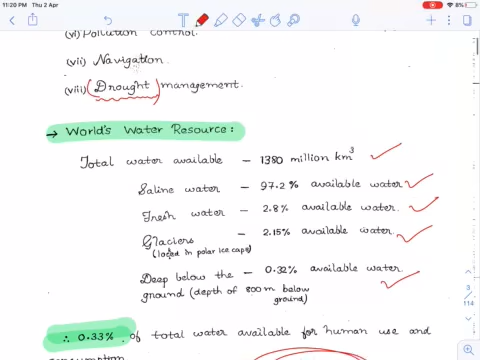 11:20 PM Thu 2 Apr
8%
(vi) Pollution control.
(vii) Navigation.
(viii) (Drought) management.
→ World's Water Resource:
Total water available - 1380 million km³
Saline water - 97.2% available water
Fresh water - 2.8% available water.
Glaciers - 2.15% available water.
(locked in polar ice caps)
Deep below the - 0.32% available water
ground (depth of 800 m below
ground)
3
114
∴ 0.33% of total water available for human use and
consumption